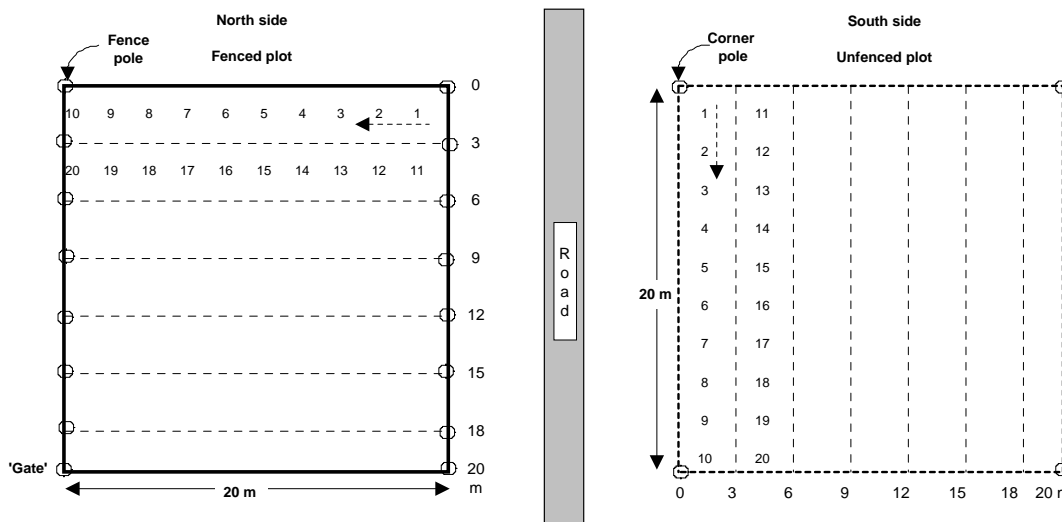 North side
Fenced plot
Fence
pole
0
10 9 8 7 6 5 4 3 2 1
3
20 19 18 17 16 15 14 13 12 11
6
9
12
15
18
'Gate'
20
m
20 m
Road
South side
Unfenced plot
Corner
pole
1 11
2 12
3 13
4 14
5 15
20 m
6 16
7 17
8 18
9 19
10 20
0 3 6 9 12 15 18 20